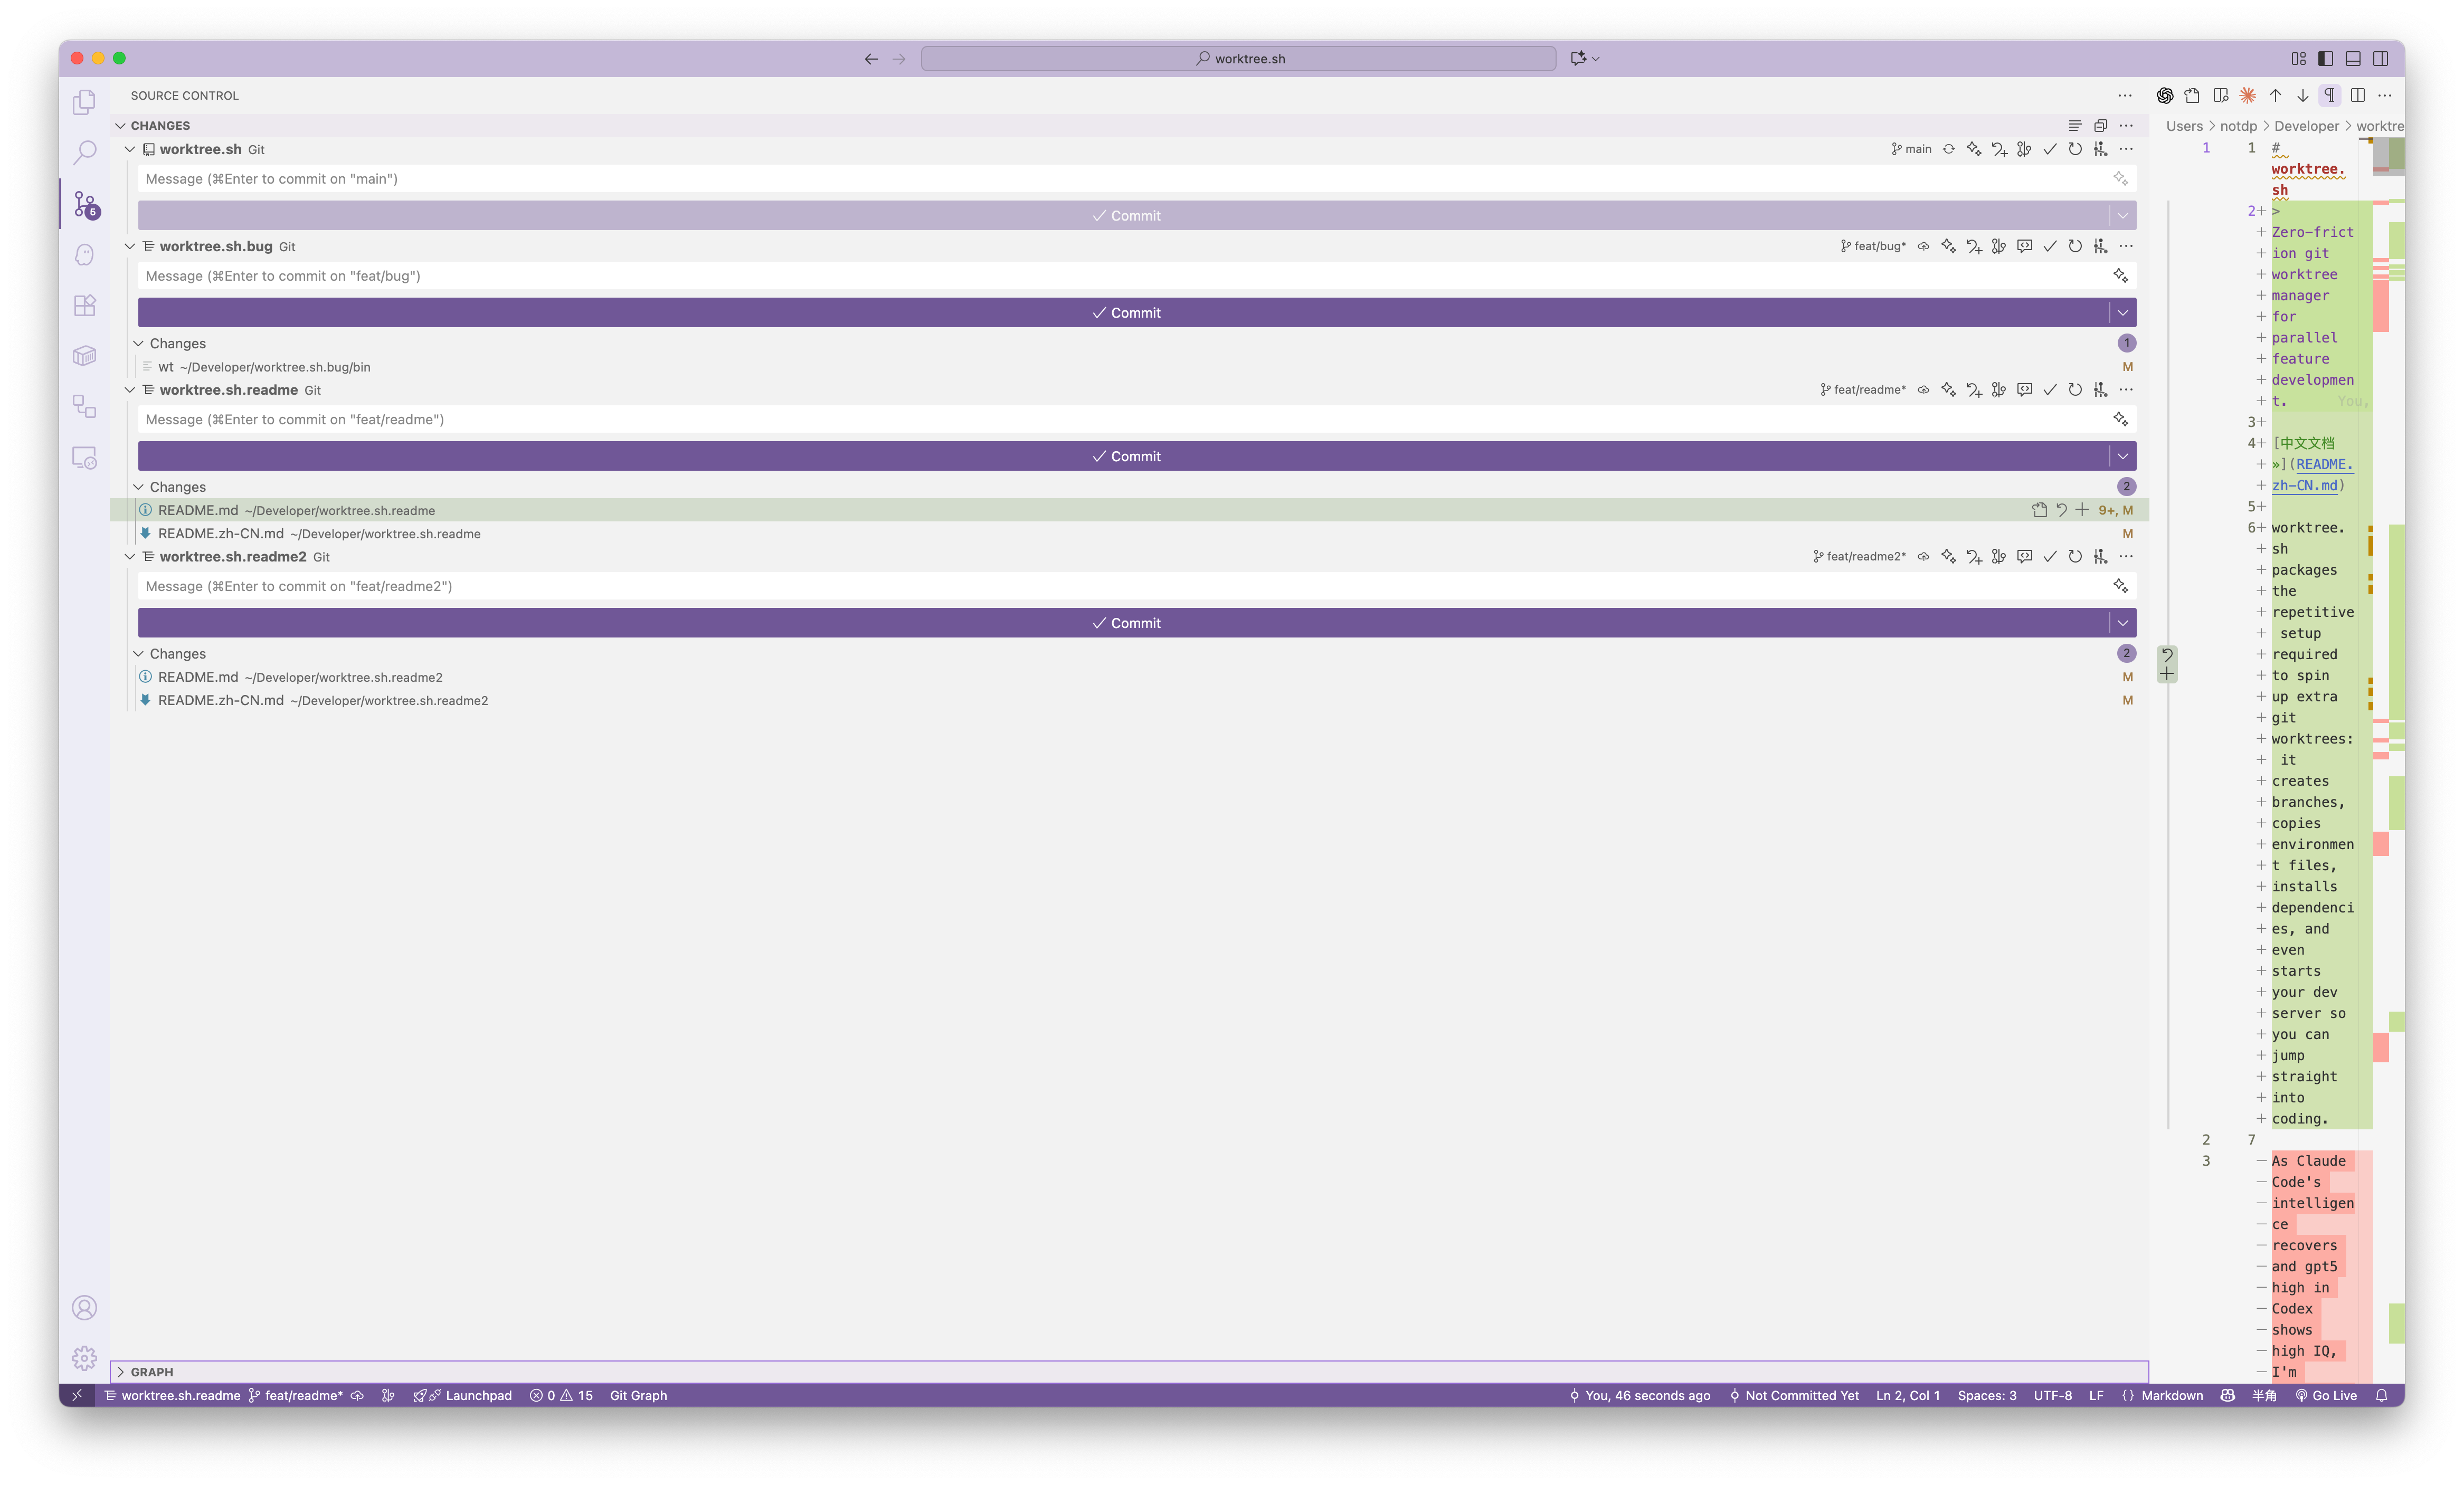 worktree.sh
SOURCE CONTROL
CHANGES
worktree.sh Git
main
Message (⌘Enter to commit on "main")
Commit
worktree.sh.bug Git
feat/bug*
Message (⌘Enter to commit on "feat/bug")
Commit
Changes
1
wt ~/Developer/worktree.sh.bug/bin
M
worktree.sh.readme Git
feat/readme*
Message (⌘Enter to commit on "feat/readme")
Commit
Changes
2
README.md ~/Developer/worktree.sh.readme
9+, M
README.zh-CN.md ~/Developer/worktree.sh.readme
M
worktree.sh.readme2 Git
feat/readme2*
Message (⌘Enter to commit on "feat/readme2")
Commit
Changes
2
README.md ~/Developer/worktree.sh.readme2
M
README.zh-CN.md ~/Developer/worktree.sh.readme2
M
GRAPH
5
Users > notdp > Developer > worktre
1 1 #
worktree.
sh
2+ >
+ Zero-frict
+ ion git
+ worktree
+ manager
+ for
+ parallel
+ feature
+ developmen
+ t. You,
3+
4+ [中文文档
+ »](README.
+ zh-CN.md)
5+
6+ worktree.
+ sh
+ packages
+ the
+ repetitive
+ setup
+ required
+ to spin
+ up extra
+ git
+ worktrees:
+ it
+ creates
+ branches,
+ copies
+ environmen
+ t files,
+ installs
+ dependenci
+ es, and
+ even
+ starts
+ your dev
+ server so
+ you can
+ jump
+ straight
+ into
+ coding.
2 7
3 — As Claude
— Code's
— intelligen
— ce
— recovers
— and gpt5
— high in
— Codex
— shows
— high IQ,
— I'm
worktree.sh.readme feat/readme* Launchpad 0 15 Git Graph
You, 46 seconds ago Not Committed Yet Ln 2, Col 1 Spaces: 3 UTF-8 LF {} Markdown 半角 Go Live